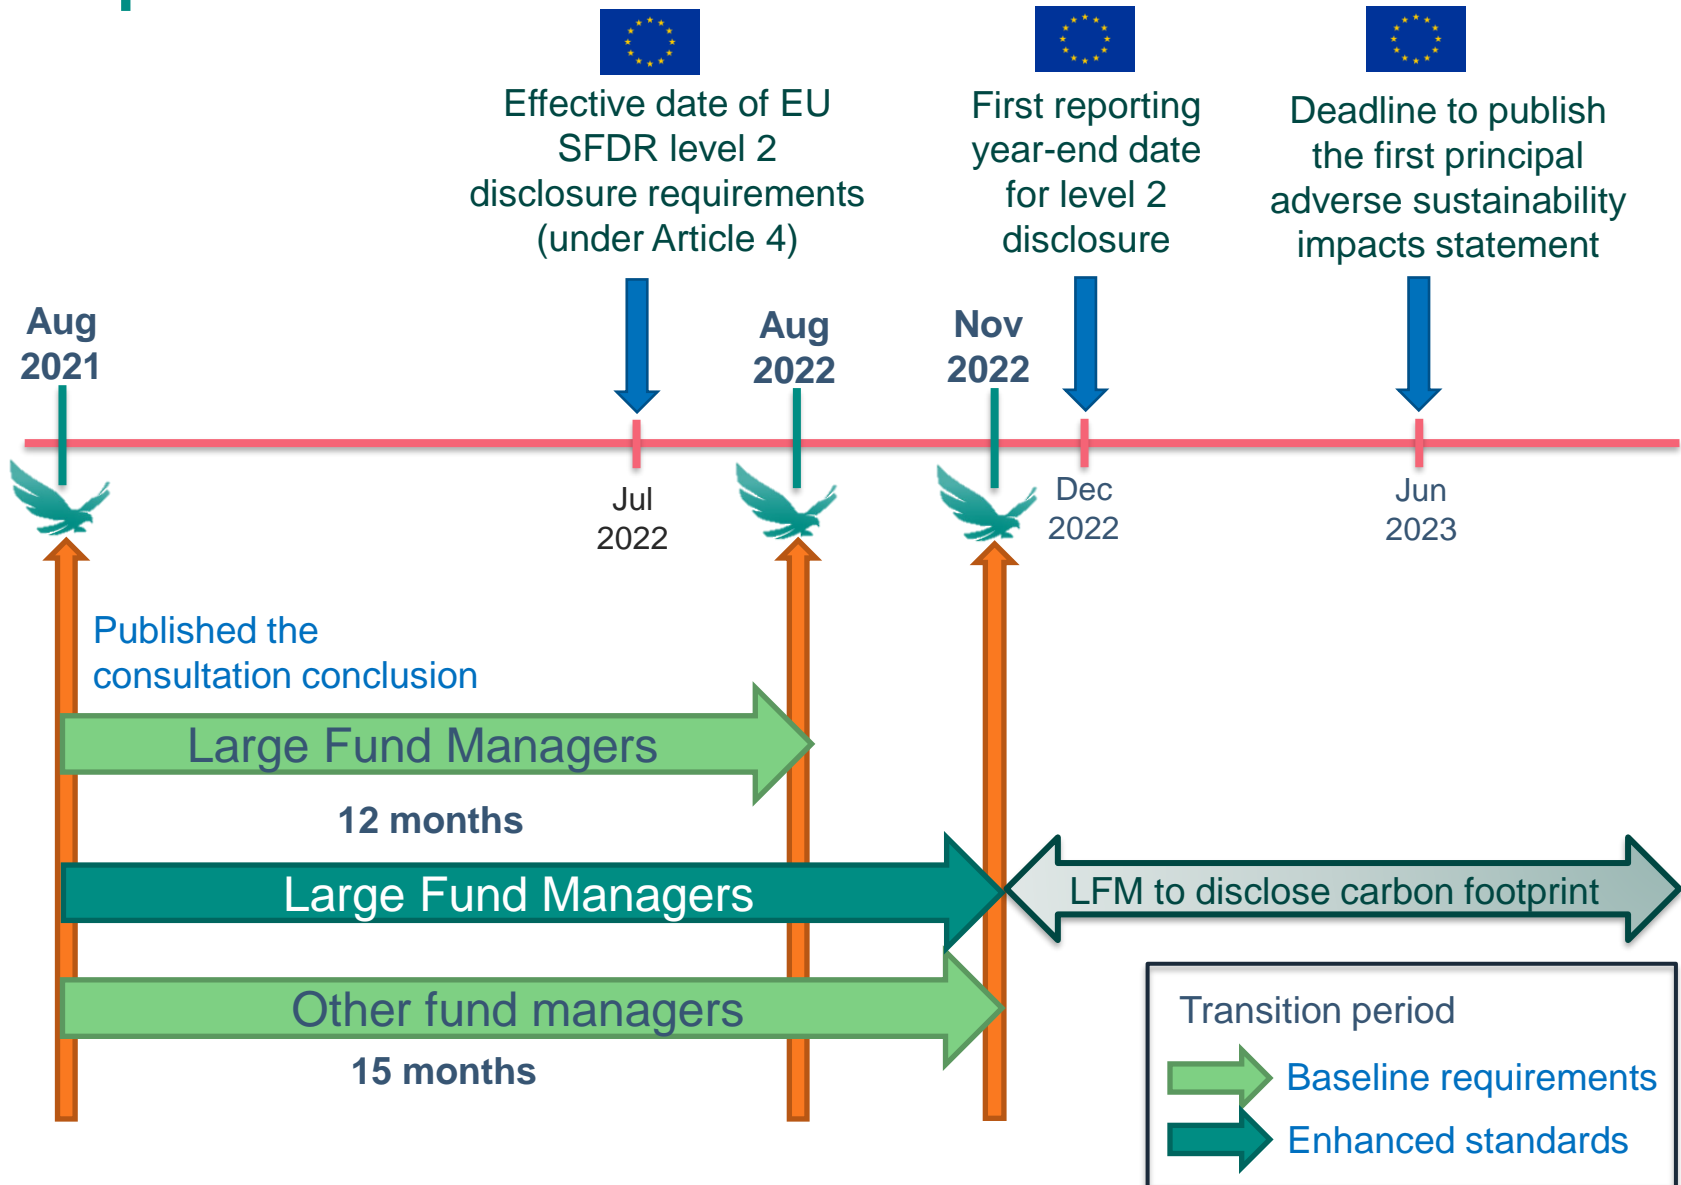 Effective date of EU
SFDR level 2
disclosure requirements
(under Article 4)
First reporting
year-end date
for level 2
disclosure
Deadline to publish
the first principal
adverse sustainability
impacts statement
Aug
2021
Aug
2022
Nov
2022
Jul
2022
Dec
2022
Jun
2023
Published the
consultation conclusion
Large Fund Managers
12 months
Large Fund Managers
LFM to disclose carbon footprint
Other fund managers
15 months
Transition period
Baseline requirements
Enhanced standards